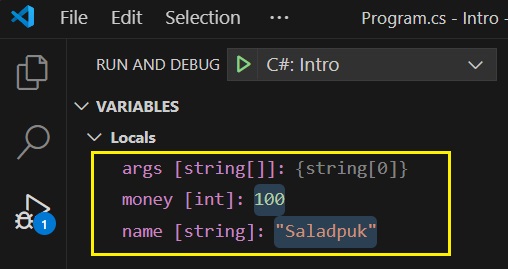 File Edit Selection ··· Program.cs - Intro -
RUN AND DEBUG C#: Intro
VARIABLES
Locals
args [string[]]: {string[0]}
money [int]: 100
name [string]: "Saladpuk"
1